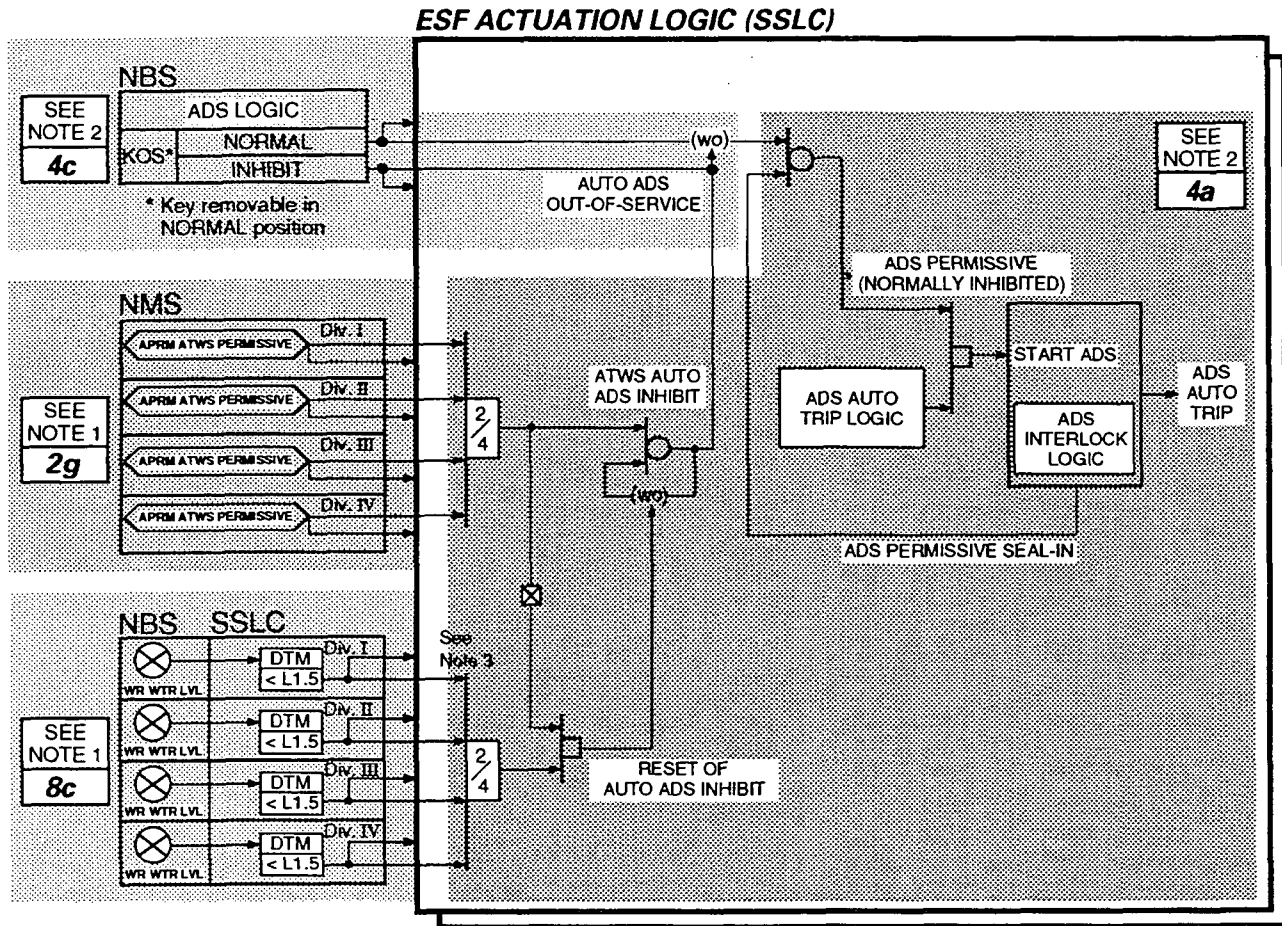 ESF ACTUATION LOGIC (SSLC)
NBS
SEE
NOTE 2
4c
ADS LOGIC
KOS*
NORMAL
INHIBIT
* Key removable in
NORMAL position
(WO)
AUTO ADS
OUT-OF-SERVICE
SEE
NOTE 2
4a
ADS PERMISSIVE
(NORMALLY INHIBITED)
START ADS
ADS AUTO
TRIP LOGIC
ADS
INTERLOCK
LOGIC
ADS
AUTO
TRIP
ADS PERMISSIVE SEAL-IN
NMS
SEE
NOTE 1
2g
Div. I
APRM ATWS PERMISSIVE
Div. II
APRM ATWS PERMISSIVE
Div. III
APRM ATWS PERMISSIVE
Div. IV
APRM ATWS PERMISSIVE
2/4
ATWS AUTO
ADS INHIBIT
(WO)
NBS SSLC
SEE
NOTE 1
8c
See
Note 3
Div. I
DTM
< L1.5
WR WTR LVL
Div. II
DTM
< L1.5
WR WTR LVL
Div. III
DTM
< L1.5
WR WTR LVL
Div. IV
DTM
< L1.5
WR WTR LVL
2/4
RESET OF
AUTO ADS INHIBIT